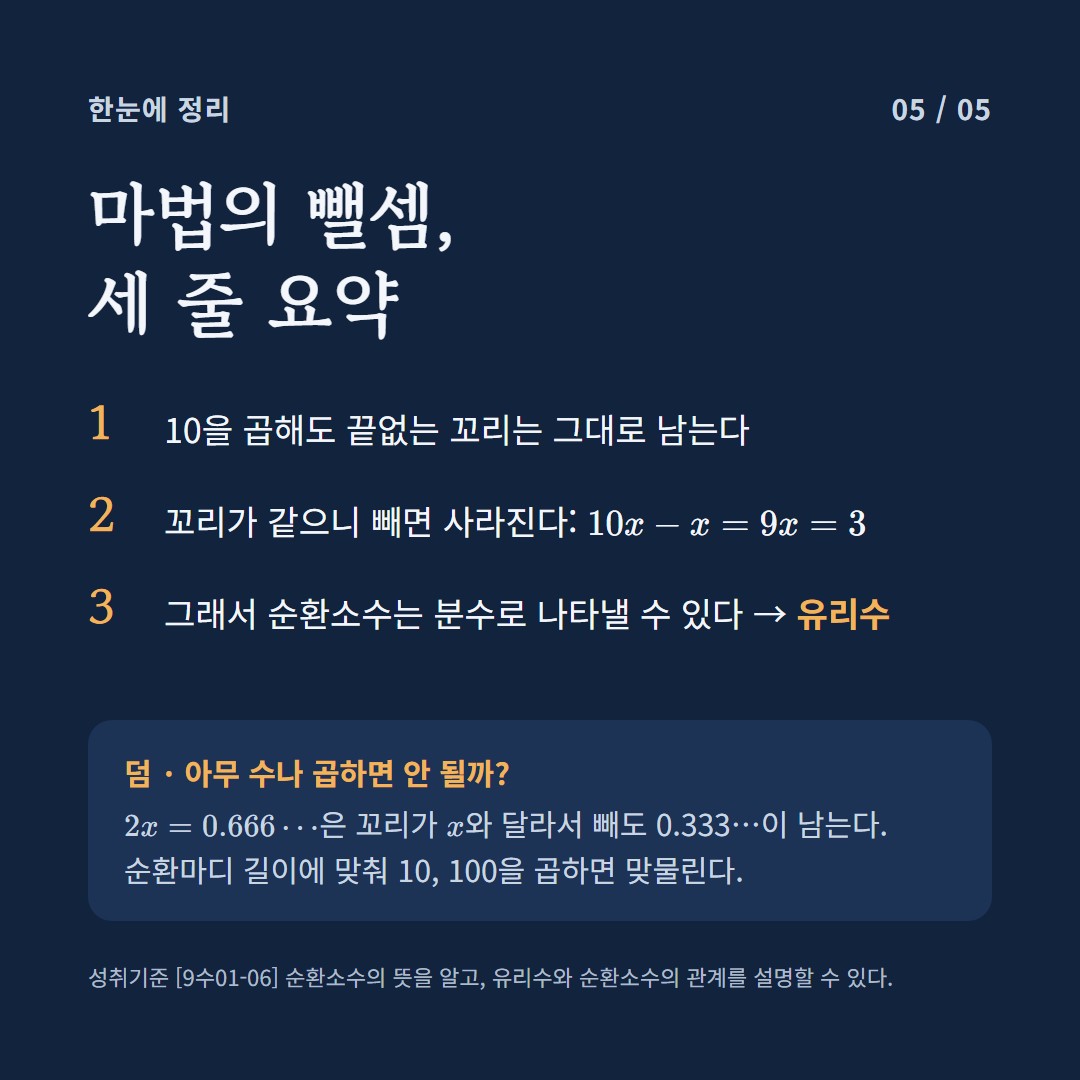 한눈에 정리
05 / 05
마법의 뺄셈,
세 줄 요약
1 10을 곱해도 끝없는 꼬리는 그대로 남는다
2 꼬리가 같으니 빼면 사라진다: 10x − x = 9x = 3
3 그래서 순환소수는 분수로 나타낼 수 있다 → 유리수
덤 · 아무 수나 곱하면 안 될까?
2x = 0.666⋯은 꼬리가 x와 달라서 빼도 0.333⋯이 남는다.
순환마디 길이에 맞춰 10, 100을 곱하면 맞물린다.
성취기준 [9수01-06] 순환소수의 뜻을 알고, 유리수와 순환소수의 관계를 설명할 수 있다.